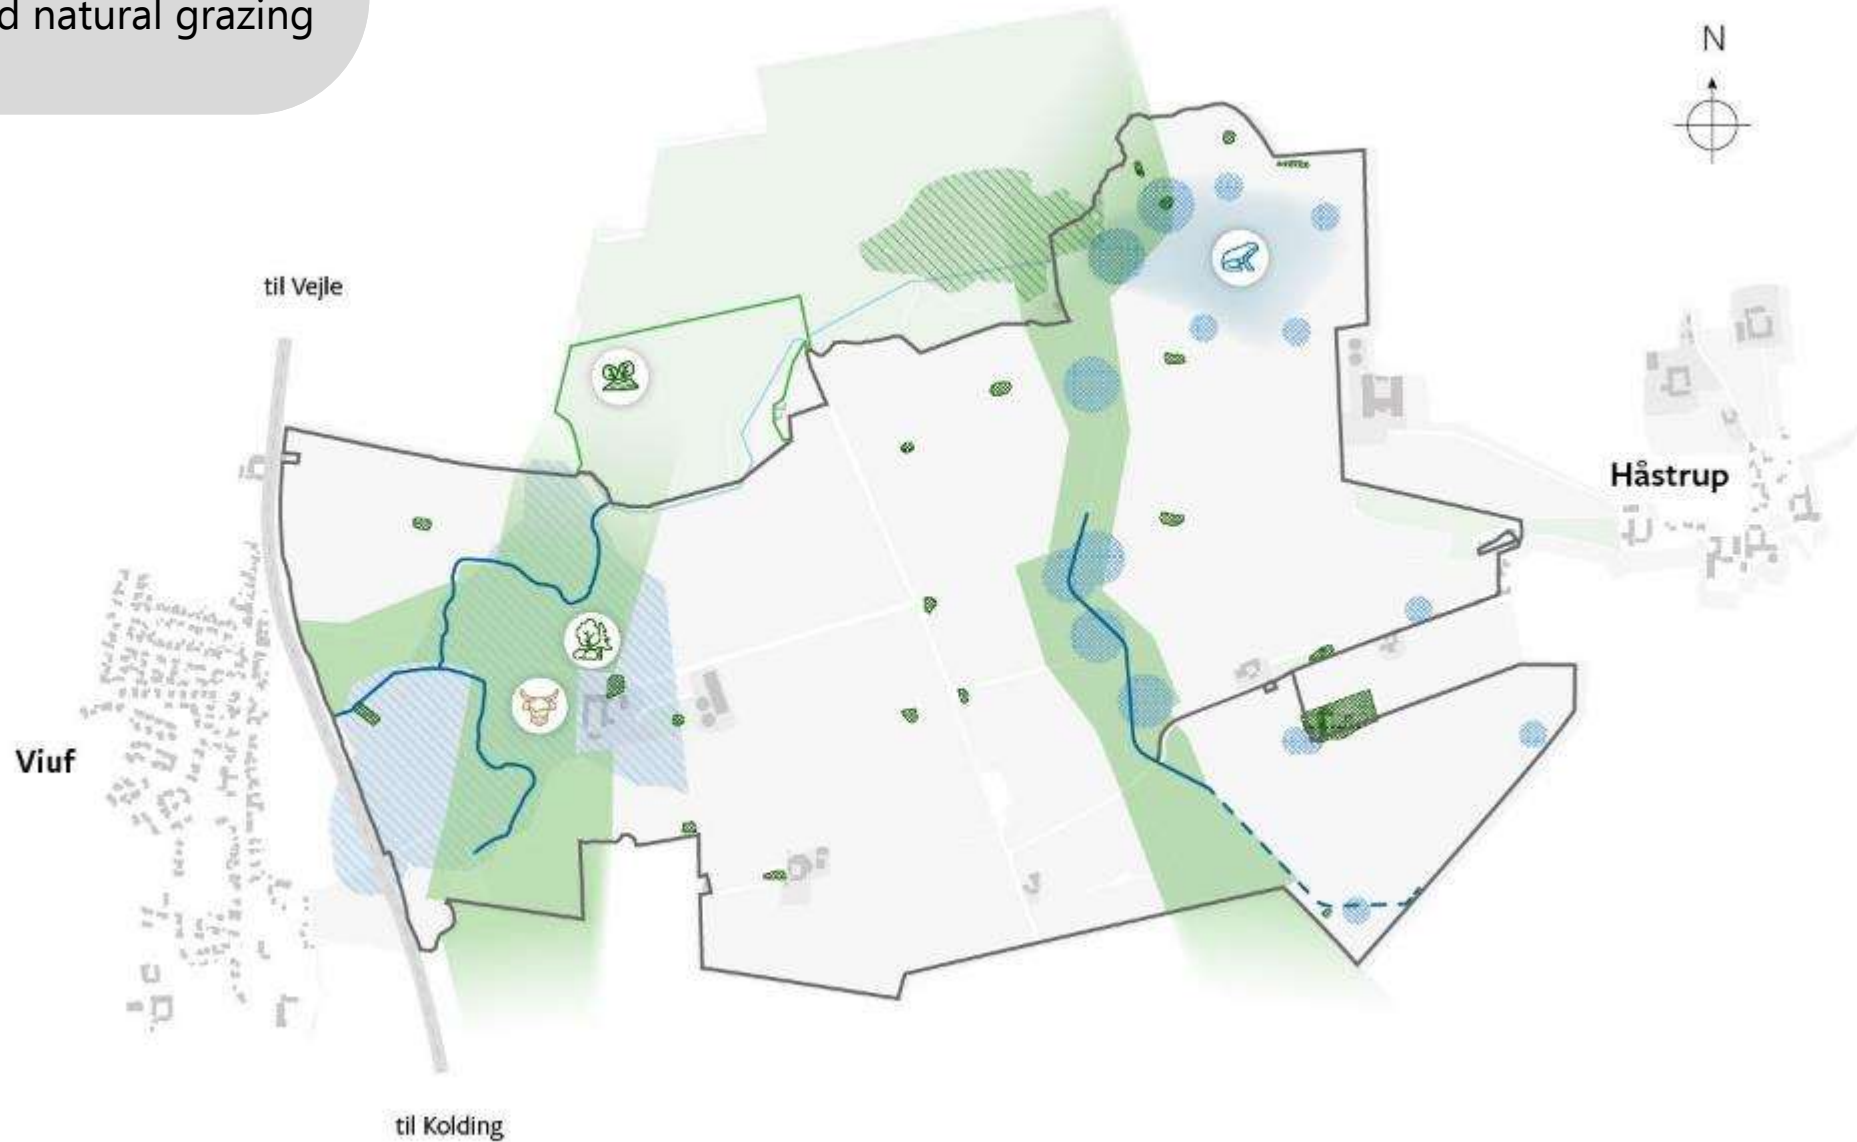 d natural grazing
N
til Vejle
Håstrup
Viuf
til Kolding